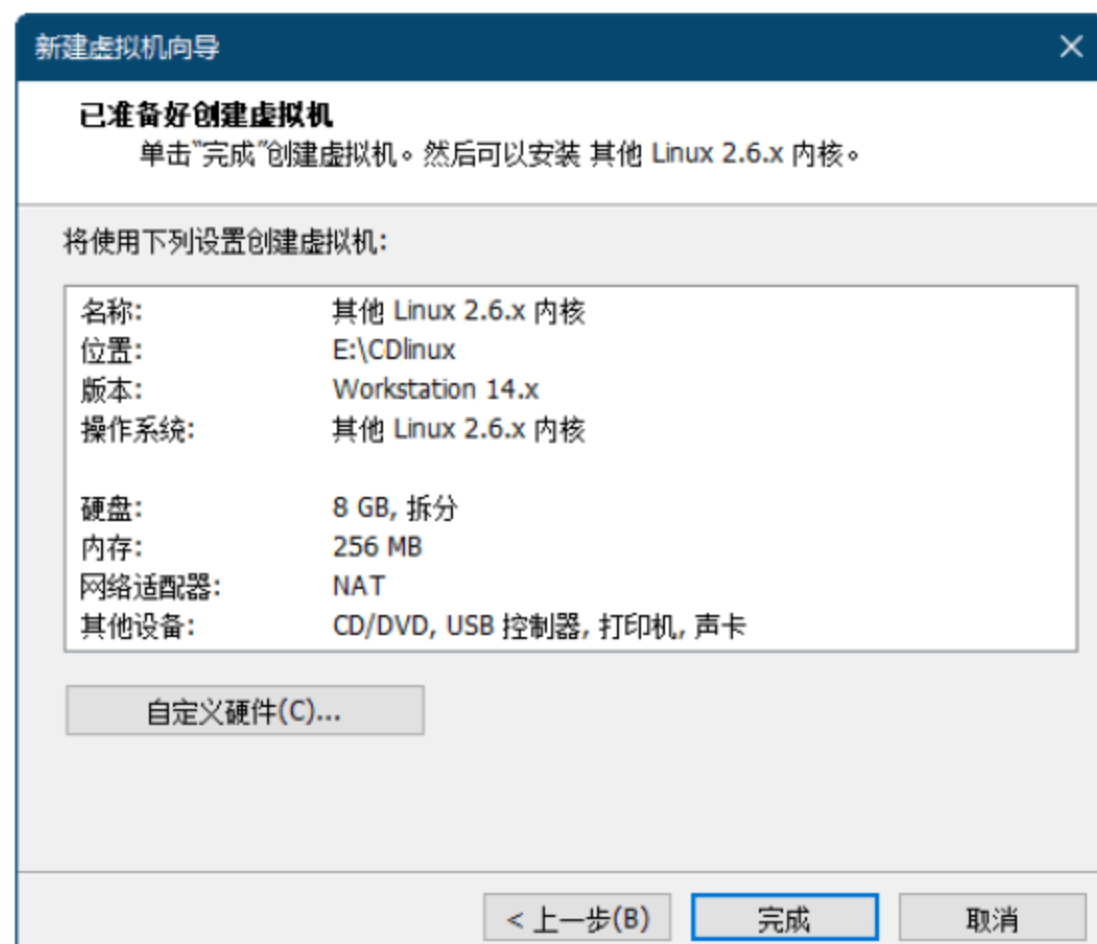 新建虚拟机向导
已准备好创建虚拟机
单击"完成"创建虚拟机。然后可以安装 其他 Linux 2.6.x 内核。
将使用下列设置创建虚拟机:
名称: 其他 Linux 2.6.x 内核
位置: E:\CDlinux
版本: Workstation 14.x
操作系统: 其他 Linux 2.6.x 内核
硬盘: 8 GB, 拆分
内存: 256 MB
网络适配器: NAT
其他设备: CD/DVD, USB 控制器, 打印机, 声卡
自定义硬件(C)...
< 上一步(B) 完成 取消